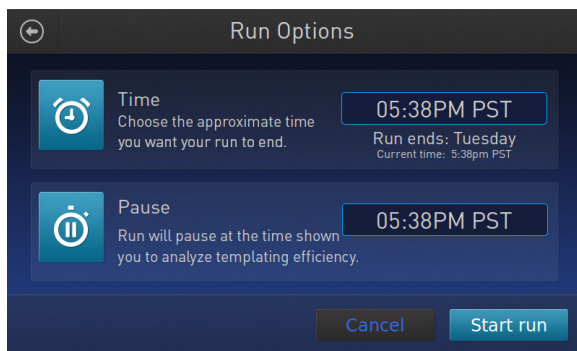 Run Options
Time
Choose the approximate time
you want your run to end.
05:38PM PST
Run ends: Tuesday
Current time: 5:38pm PST
Pause
Run will pause at the time shown
you to analyze templating efficiency.
05:38PM PST
Cancel
Start run